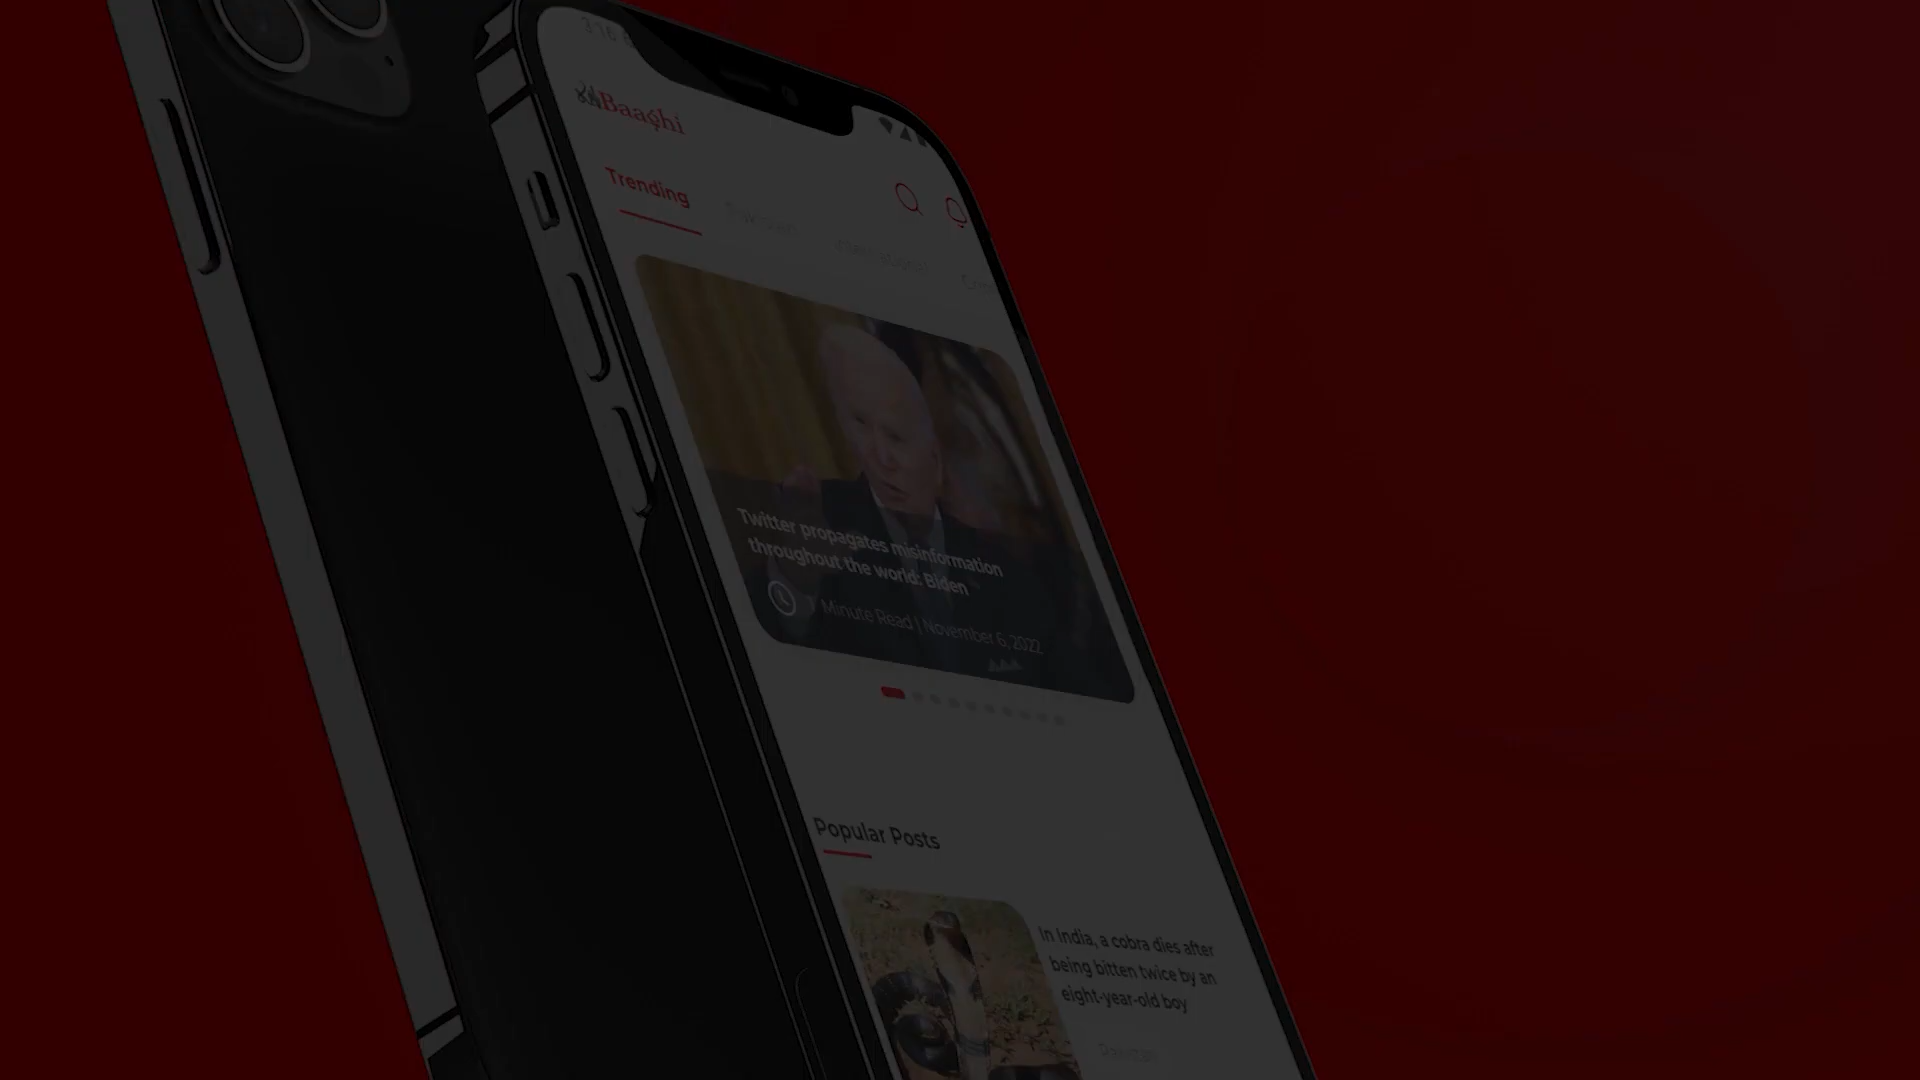 Baaghi
Trending
Twitter propagates misinformation
throughout the world: Biden
1 Minute Read | November 6, 2022
Popular Posts
In India, a cobra dies after
being bitten twice by an
eight-year-old boy